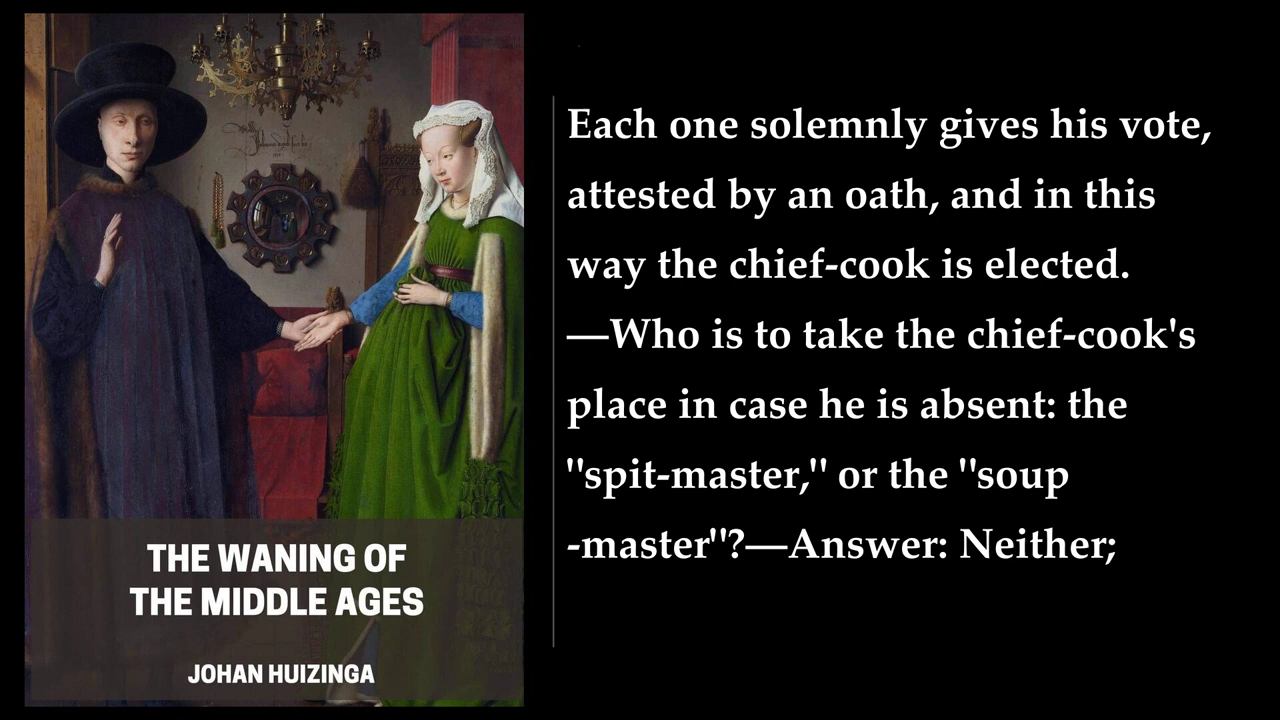 THE WANING OF
THE MIDDLE AGES
JOHAN HUIZINGA
Each one solemnly gives his vote,
attested by an oath, and in this
way the chief-cook is elected.
—Who is to take the chief-cook's
place in case he is absent: the
"spit-master," or the "soup
-master"?—Answer: Neither;